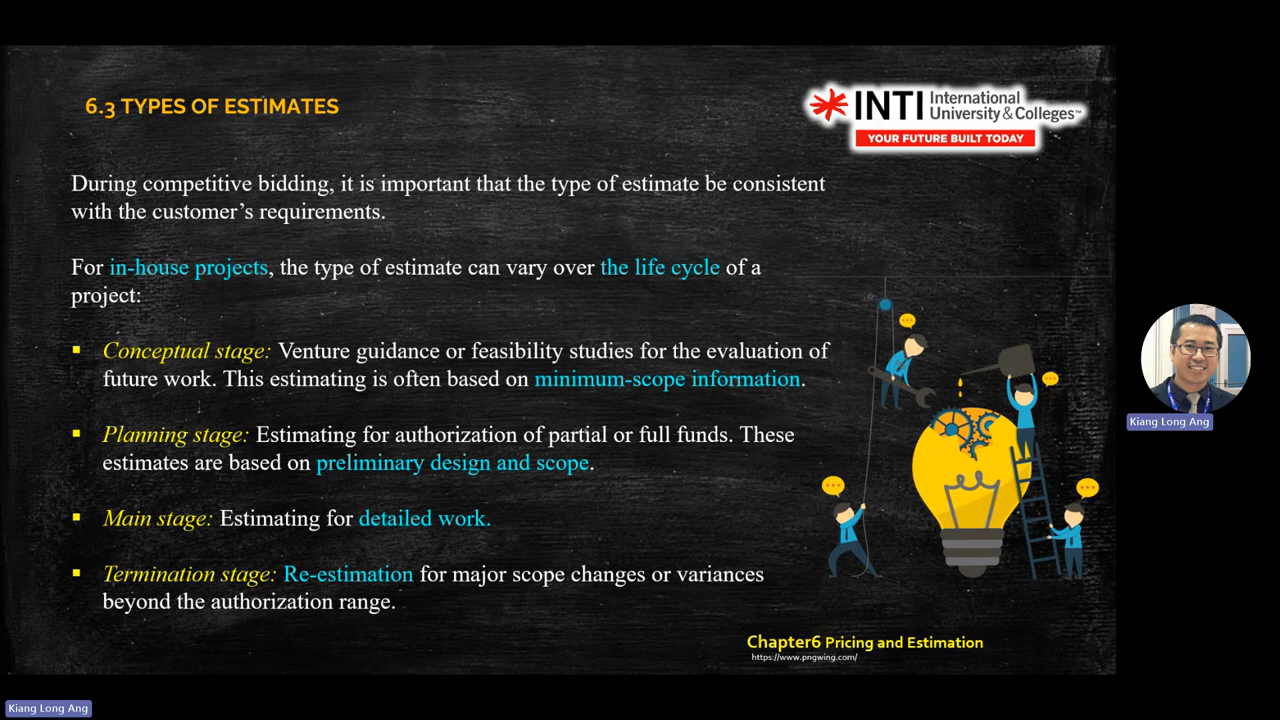 6.3 TYPES OF ESTIMATES
INTI International
University & Colleges™
YOUR FUTURE BUILT TODAY
During competitive bidding, it is important that the type of estimate be consistent
with the customer's requirements.
For in-house projects, the type of estimate can vary over the life cycle of a
project:
▪ Conceptual stage: Venture guidance or feasibility studies for the evaluation of
future work. This estimating is often based on minimum-scope information.
▪ Planning stage: Estimating for authorization of partial or full funds. These
estimates are based on preliminary design and scope.
▪ Main stage: Estimating for detailed work.
▪ Termination stage: Re-estimation for major scope changes or variances
beyond the authorization range.
Chapter6 Pricing and Estimation
https://www.pngwing.com/
Kiang Long Ang
Kiang Long Ang